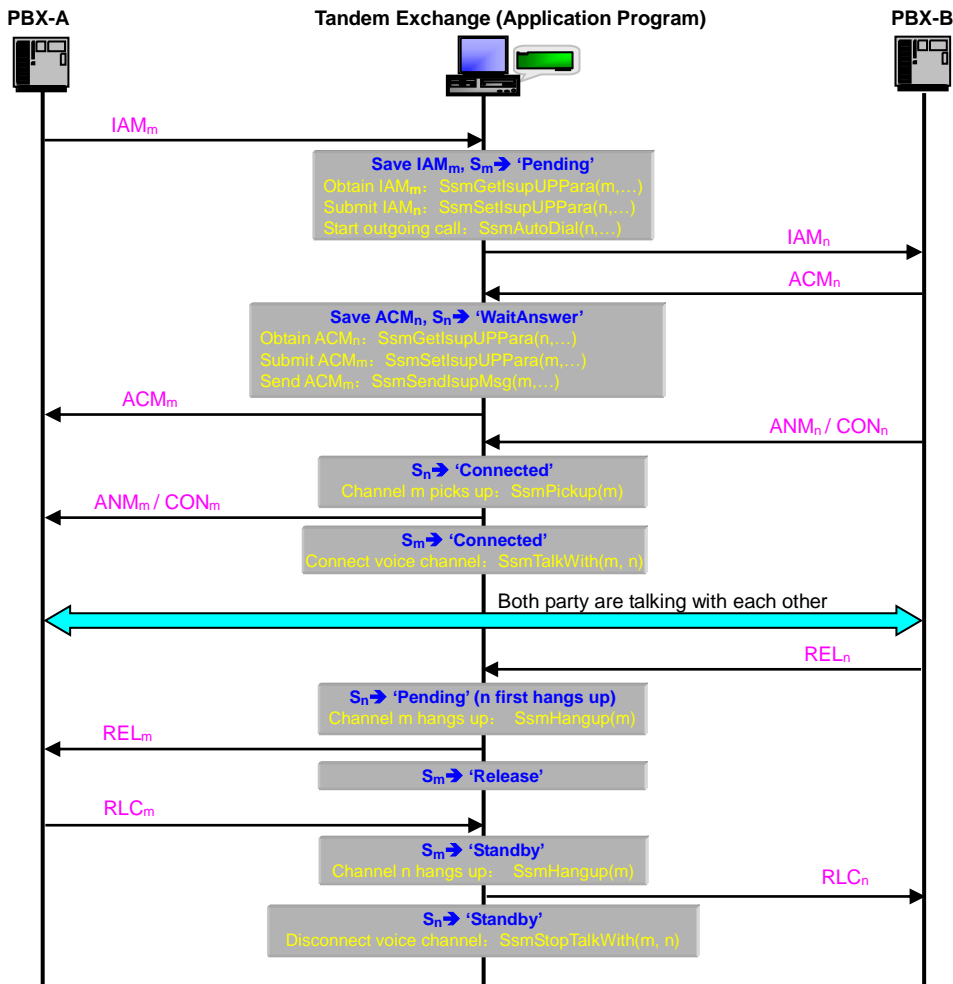 PBX-A
Tandem Exchange (Application Program)
PBX-B
IAMm
Save IAMm, Sm➔ ‘Pending’
Obtain IAMm：SsmGetIsupUPPara(m,…)
Submit IAMn：SsmSetIsupUPPara(n,…)
Start outgoing call：SsmAutoDial(n,…)
IAMn
ACMn
Save ACMn, Sn➔ ‘WaitAnswer’
Obtain ACMn：SsmGetIsupUPPara(n,…)
Submit ACMm：SsmSetIsupUPPara(m,…)
Send ACMm：SsmSendIsupMsg(m,…)
ACMm
ANMn / CONn
Sn➔ ‘Connected’
Channel m picks up：SsmPickup(m)
ANMm / CONm
Sm➔ ‘Connected’
Connect voice channel：SsmTalkWith(m, n)
Both party are talking with each other
RELn
Sn➔ ‘Pending’ (n first hangs up)
Channel m hangs up： SsmHangup(m)
RELm
Sm➔ ‘Release’
RLCm
Sm➔ ‘Standby’
Channel n hangs up： SsmHangup(m)
RLCn
Sn➔ ‘Standby’
Disconnect voice channel：SsmStopTalkWith(m, n)